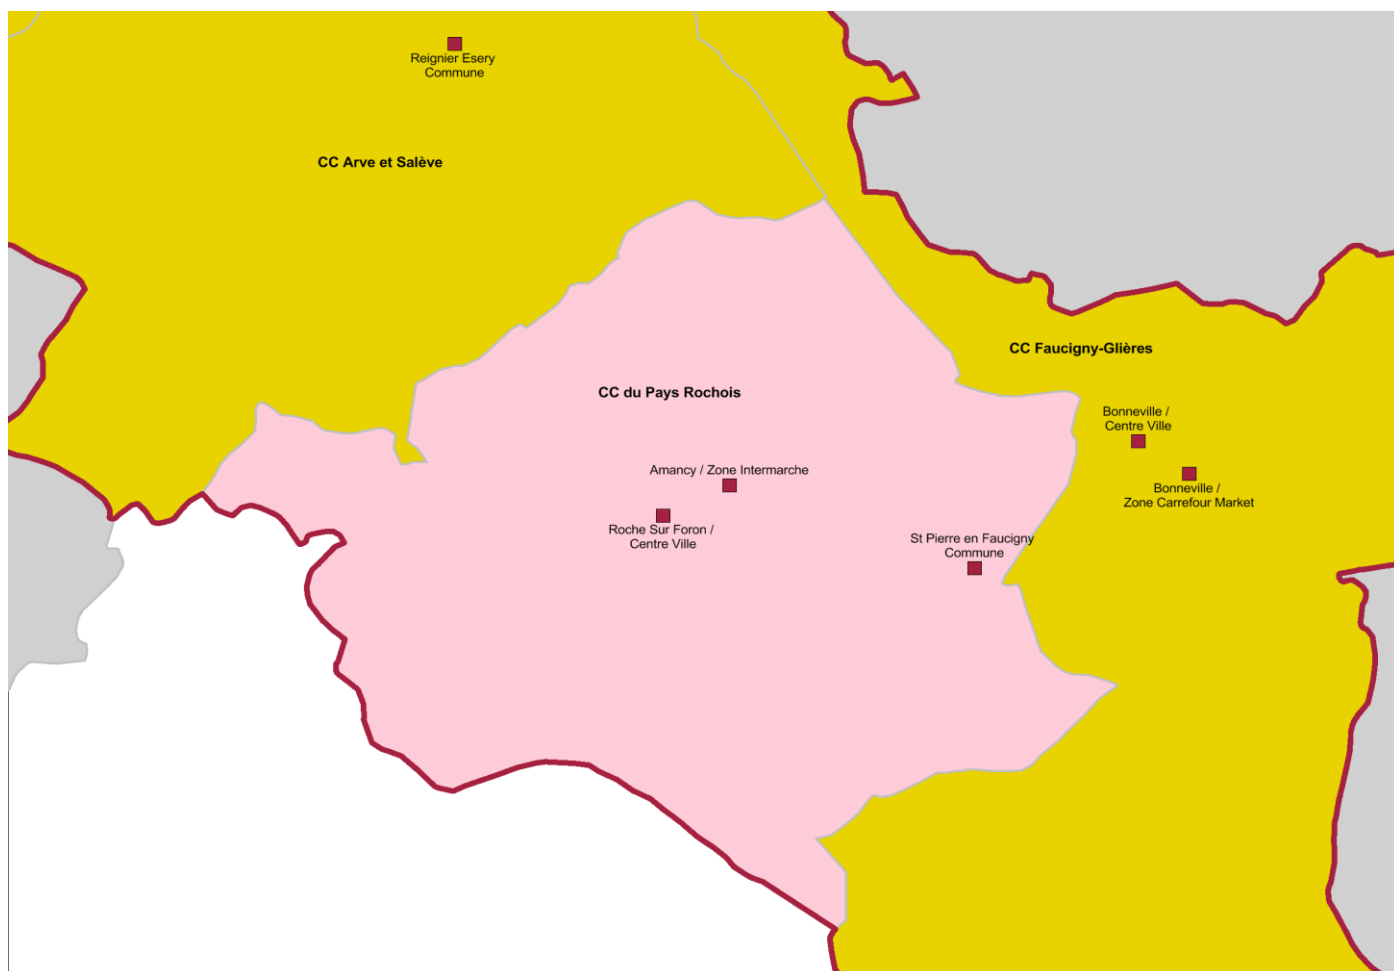 Reignier Esery
Commune
CC Arve et Salève
CC Faucigny-Glières
CC du Pays Rochois
Bonneville /
Centre Ville
Amancy / Zone Intermarche
Bonneville /
Zone Carrefour Market
Roche Sur Foron /
Centre Ville
St Pierre en Faucigny
Commune